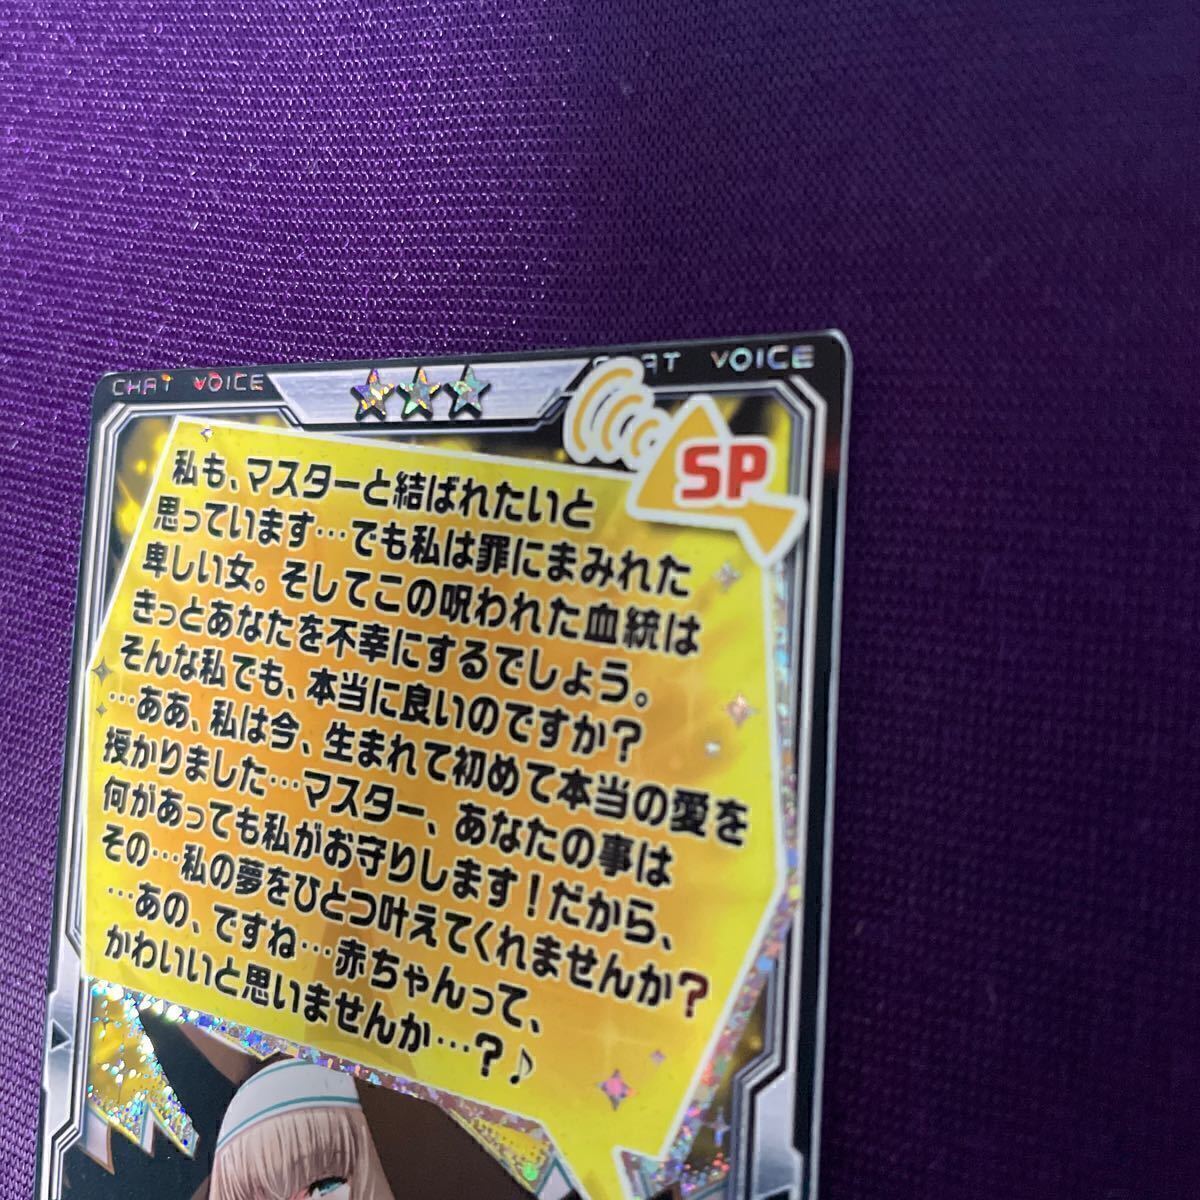 CHAT VOICE
CHAT VOICE
SP
私も、マスターと結ばれたいと
思っています…でも私は罪にまみれた
卑しい女。そしてこの呪われた血統は
きっとあなたを不幸にするでしょう。
そんな私でも、本当に良いのですか？
…ああ、私は今、生まれて初めて本当の愛を
授かりました…マスター、あなたの事は
何があっても私がお守りします！だから、
その…私の夢をひとつ叶えてくれませんか？
…あの、ですね…赤ちゃんって、
かわいいと思いませんか…？♪